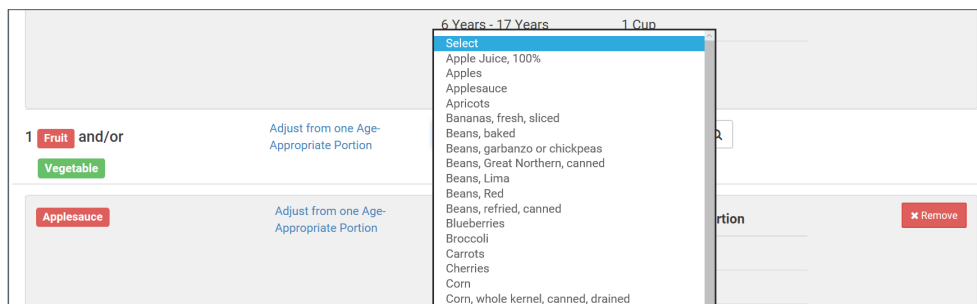 6 Years - 17 Years 1 Cup
Select
Apple Juice, 100%
Apples
Applesauce
Apricots
Bananas, fresh, sliced
Beans, baked
Beans, garbanzo or chickpeas
Beans, Great Northern, canned
Beans, Lima
Beans, Red
Beans, refried, canned
Blueberries
Broccoli
Carrots
Cherries
Corn
Corn, whole kernel, canned, drained
1 Fruit and/or
Vegetable
Adjust from one Age-
Appropriate Portion
Applesauce
Adjust from one Age-
Appropriate Portion
rtion
Remove